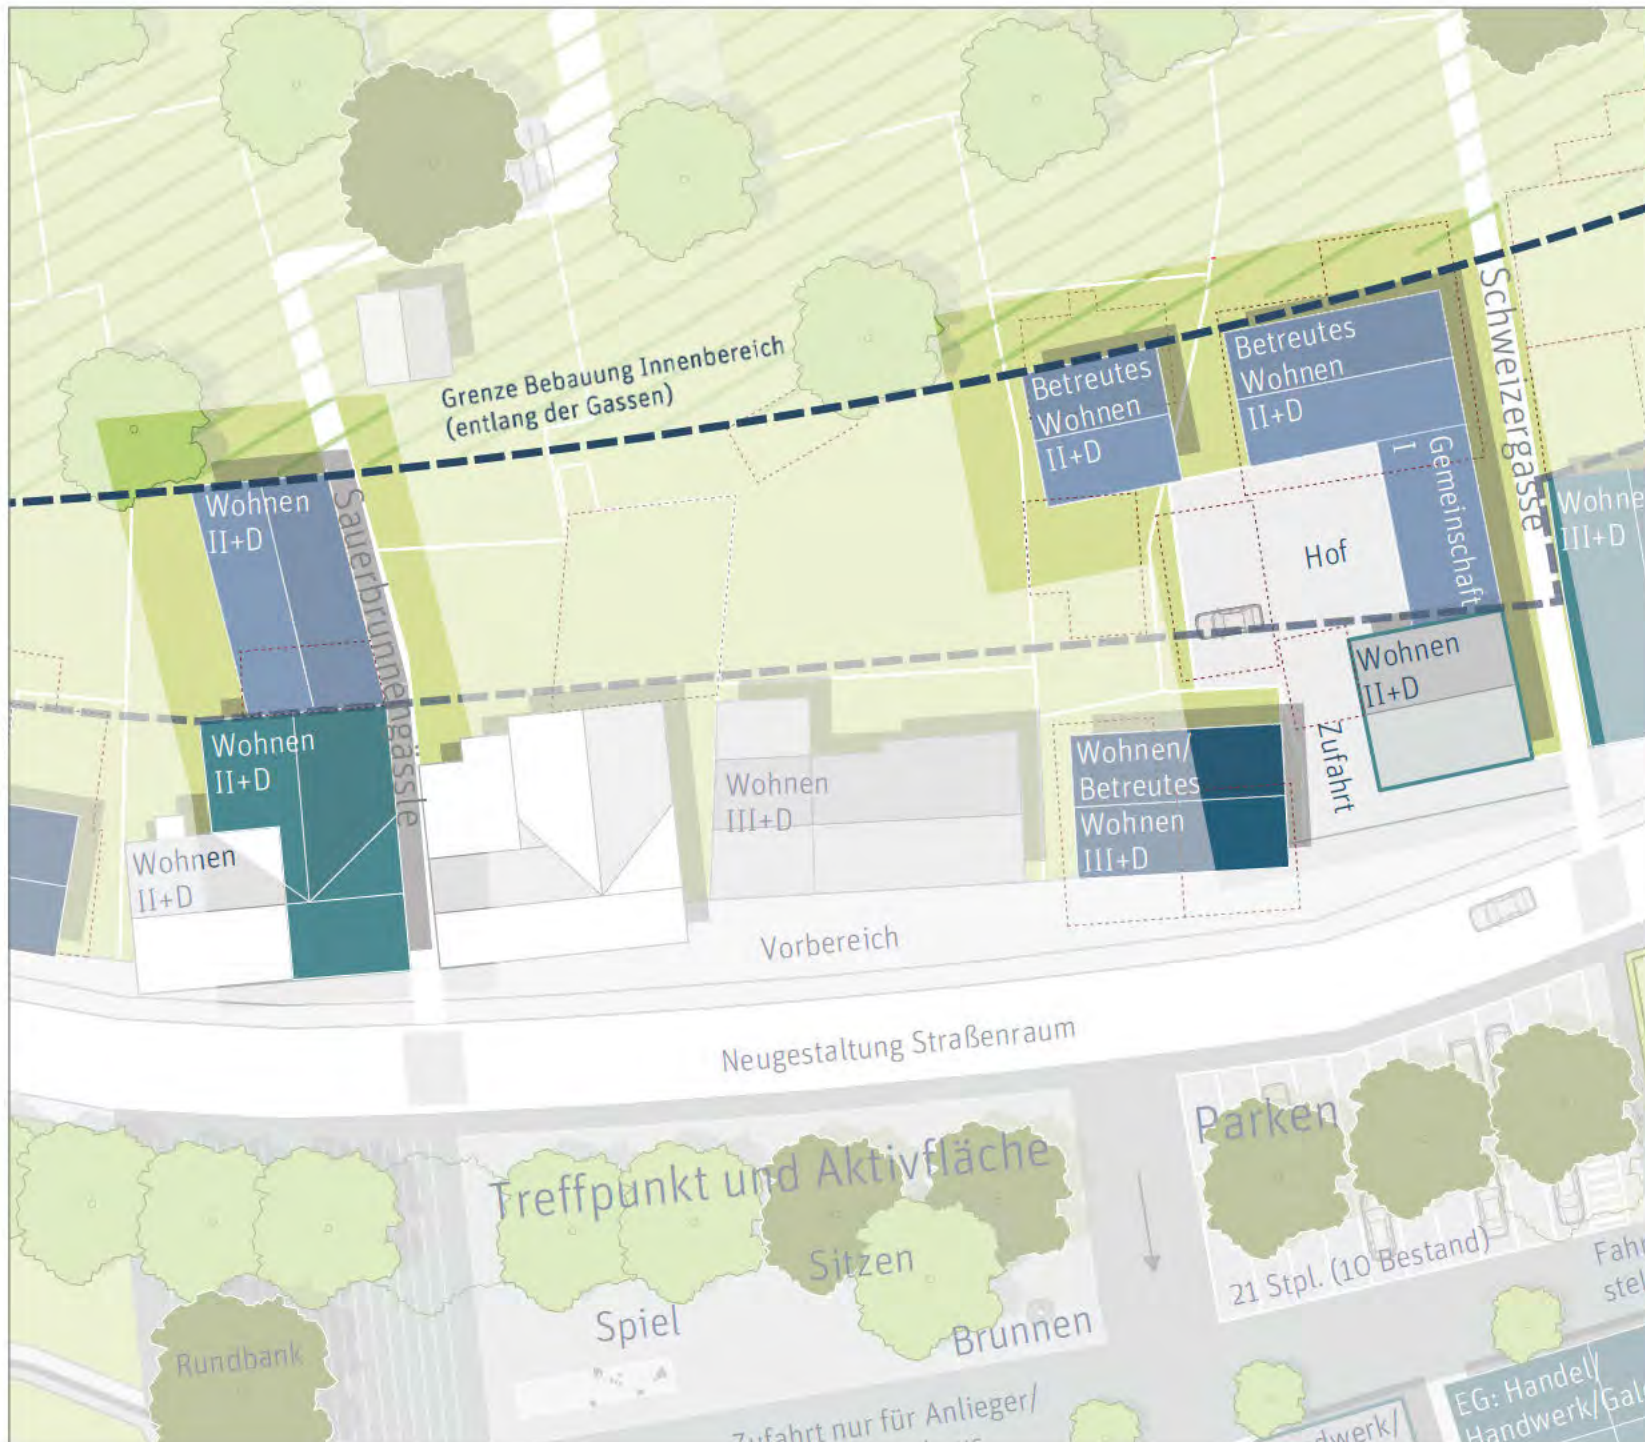 Grenze Bebauung Innenbereich
(entlang der Gassen)
Schweizergasse
Betreutes
Wohnen
II+D
Betreutes
Wohnen
II+D
Gemeinschaft
I
Hof
Wohnen
II+D
Sauerbrunnengässle
Wohne
III+D
Wohnen
II+D
Wohnen
II+D
Wohnen
II+D
Wohnen
III+D
Wohnen/
Betreutes
Wohnen
III+D
Zufahrt
Vorbereich
Neugestaltung Straßenraum
Parken
Treffpunkt und Aktivfläche
Sitzen
21 Stpl. (10 Bestand)
Spiel
Brunnen
Rundbank
Zufahrt nur für Anlieger/
EG: Handel/
Handwerk/Gal